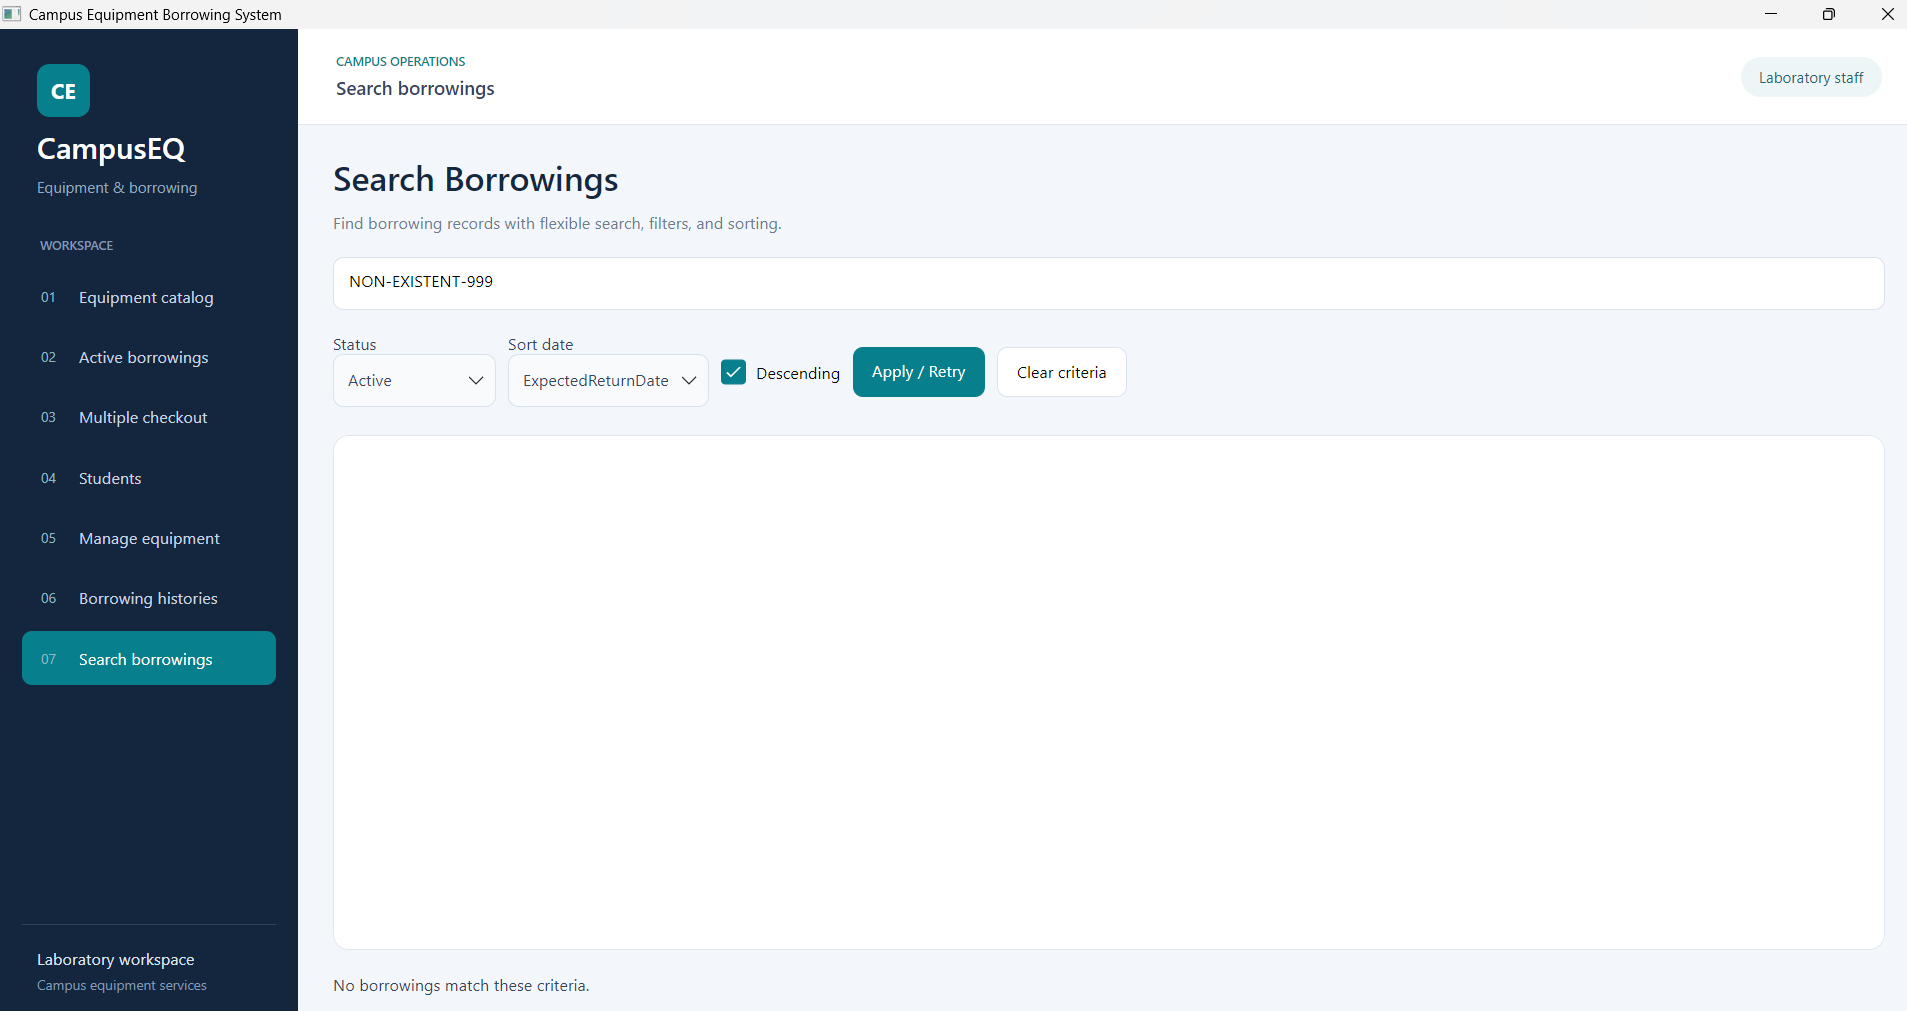 Campus Equipment Borrowing System
CE
CampusEQ
Equipment & borrowing
WORKSPACE
01 Equipment catalog
02 Active borrowings
03 Multiple checkout
04 Students
05 Manage equipment
06 Borrowing histories
07 Search borrowings
Laboratory workspace
Campus equipment services
CAMPUS OPERATIONS
Search borrowings
Laboratory staff
Search Borrowings
Find borrowing records with flexible search, filters, and sorting.
NON-EXISTENT-999
Status
Sort date
Active
ExpectedReturnDate
Descending
Apply / Retry
Clear criteria
No borrowings match these criteria.